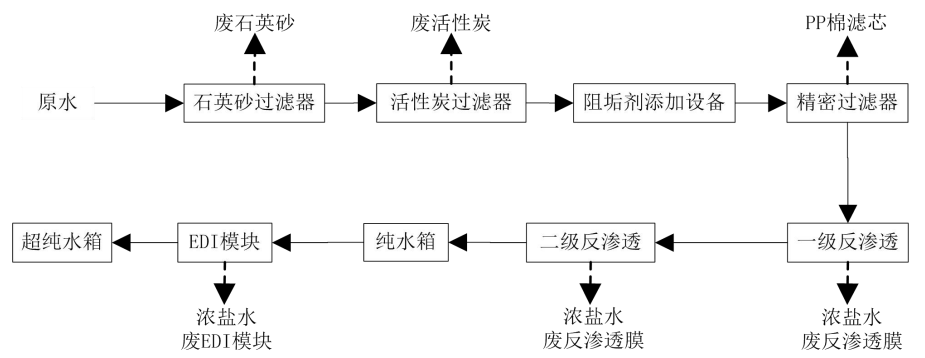 废石英砂
废活性炭
PP棉滤芯
原水
石英砂过滤器
活性炭过滤器
阻垢剂添加设备
精密过滤器
超纯水箱
EDI模块
纯水箱
二级反渗透
一级反渗透
浓盐水
废EDI模块
浓盐水
废反渗透膜
浓盐水
废反渗透膜